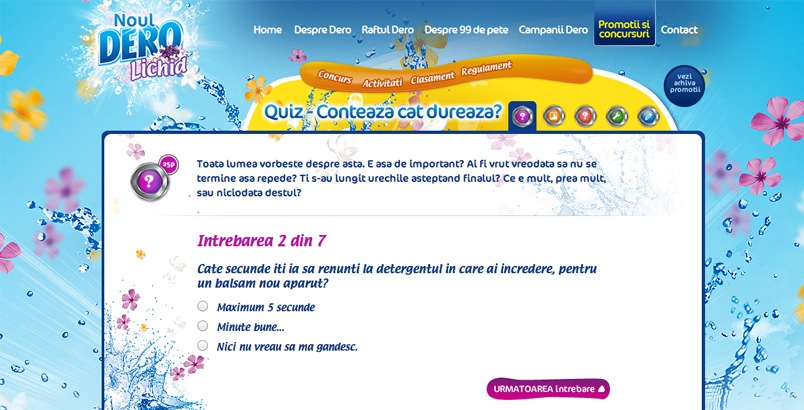 Noul
DERO
Lichid
Home Despre Dero Raftul Dero Despre 99 de pete Campanii Dero Promotii si concursuri Contact
Concurs Activitati Clasament Regulament
vezi
arhiva
promotii
Quiz - Conteaza cat dureaza?
25p
?
Toata lumea vorbeste despre asta. E asa de important? Ai fi vrut vreodata sa nu se
termine asa repede? Ti s-au lungit urechile asteptand finalul? Ce e mult, prea mult,
sau niciodata destul?
Intrebarea 2 din 7
Cate secunde iti ia sa renunti la detergentul in care ai incredere, pentru
un balsam nou aparut?
Maximum 5 secunde
Minute bune...
Nici nu vreau sa ma gandesc.
URMATOAREA intrebare